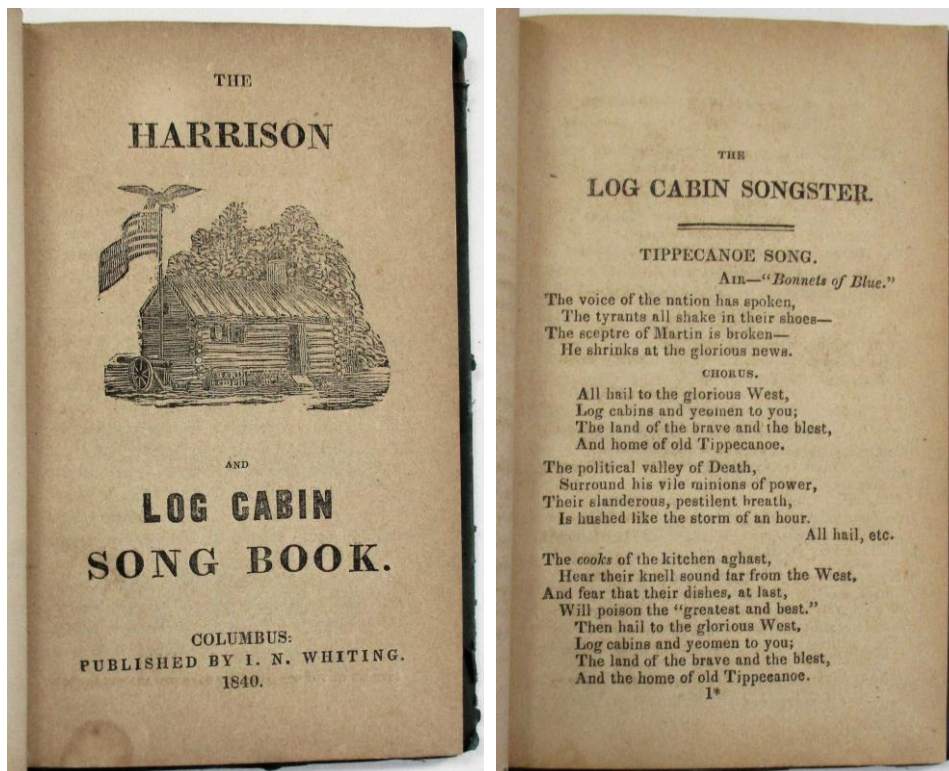 THE
HARRISON
AND
LOG CABIN
SONG BOOK.
COLUMBUS:
PUBLISHED BY I. N. WHITING.
1840.
THE
LOG CABIN SONGSTER.
TIPPECANOE SONG.
AIR—"Bonnets of Blue."
The voice of the nation has spoken,
The tyrants all shake in their shoes—
The sceptre of Martin is broken—
He shrinks at the glorious news.
CHORUS.
All hail to the glorious West,
Log cabins and yeomen to you;
The land of the brave and the blest,
And home of old Tippecanoe.
The political valley of Death,
Surround his vile minions of power,
Their slanderous, pestilent breath,
Is hushed like the storm of an hour.
All hail, etc.
The cooks of the kitchen aghast,
Hear their knell sound far from the West,
And fear that their dishes, at last,
Will poison the "greatest and best."
Then hail to the glorious West,
Log cabins and yeomen to you;
The land of the brave and the blest,
And the home of old Tippecanoe.
1*